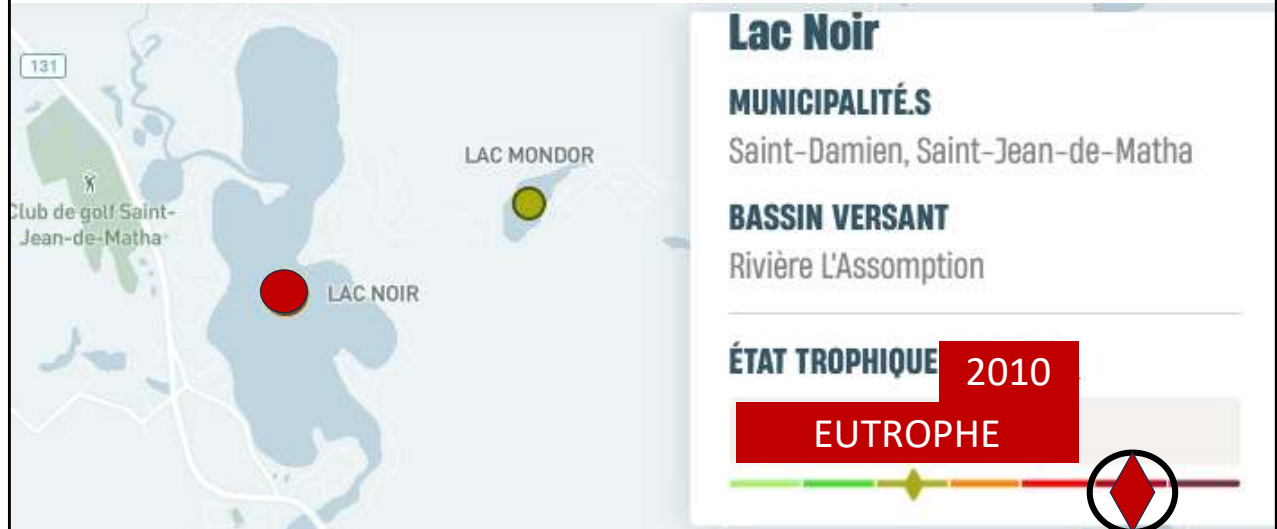 131
Club de golf Saint-
Jean-de-Matha
LAC MONDOR
LAC NOIR
Lac Noir
MUNICIPALITÉ.S
Saint-Damien, Saint-Jean-de-Matha
BASSIN VERSANT
Rivière L'Assomption
ÉTAT TROPHIQUE
2010
EUTROPHE